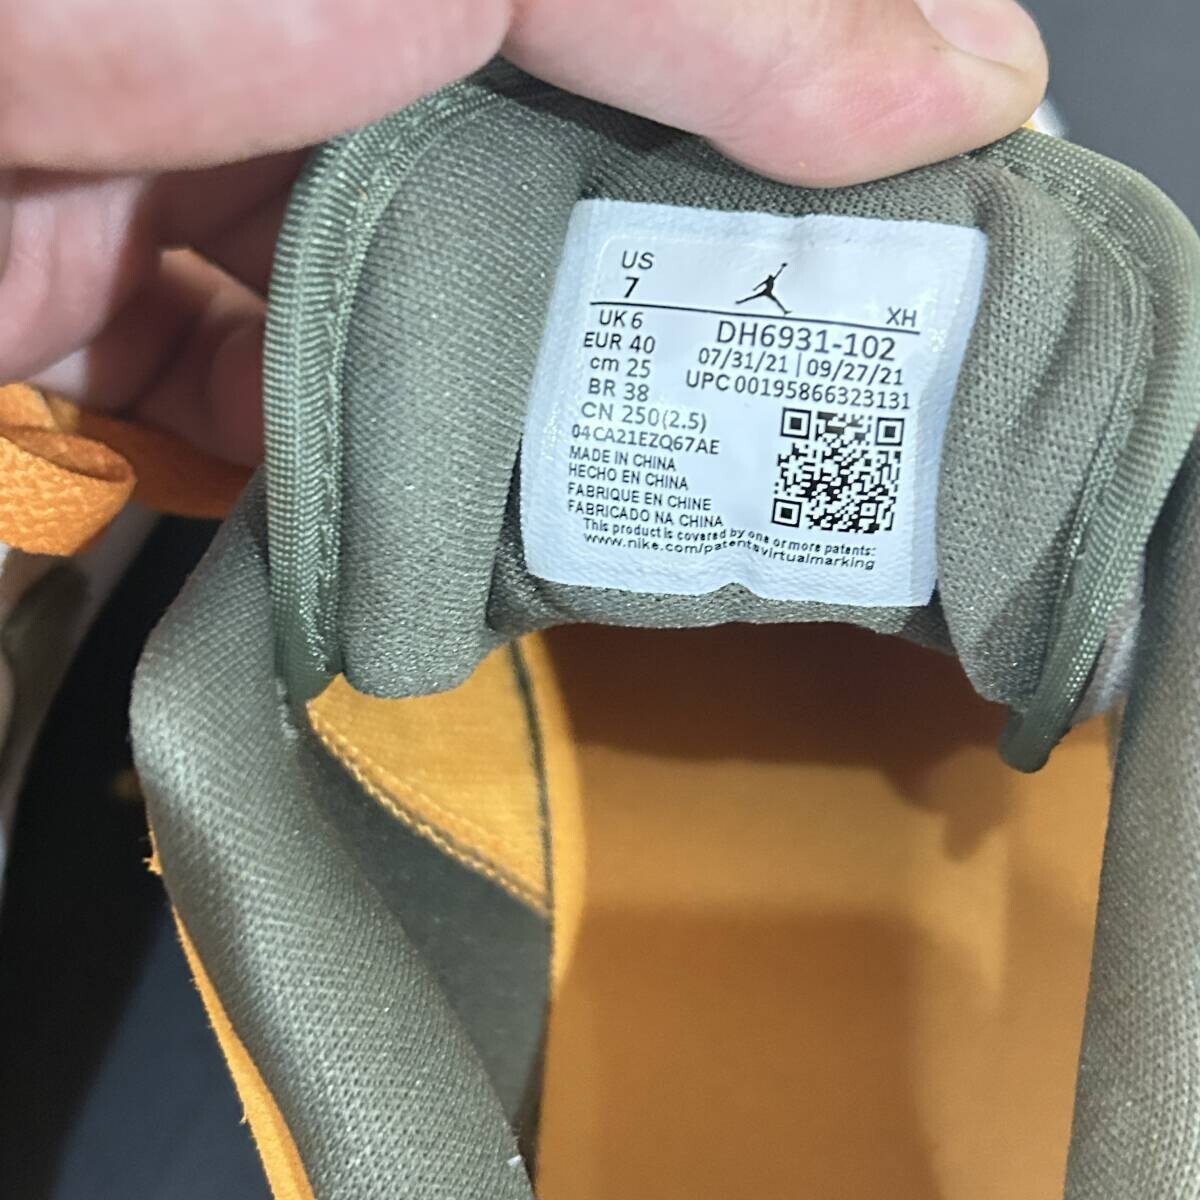 US
7
XH
UK 6
DH6931-102
EUR 40
07/31/21 | 09/27/21
cm 25
UPC 00195866323131
BR 38
CN 250(2.5)
04CA21EZQ67AE
MADE IN CHINA
HECHO EN CHINA
FABRIQUE EN CHINE
FABRICADO NA CHINA
This product is covered by one or more patents:
www.nike.com/patentsvirtualmarking